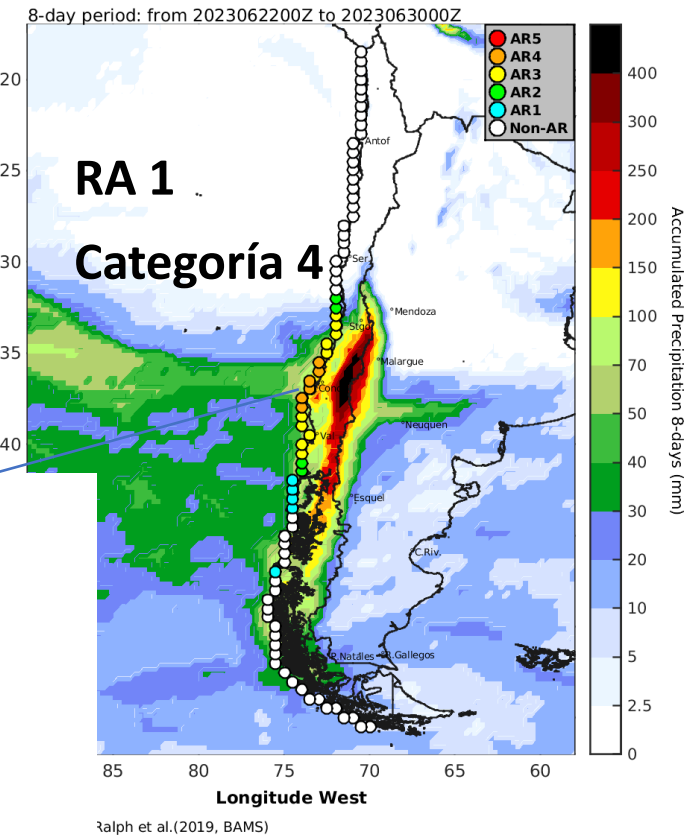 8-day period: from 2023062200Z to 2023063000Z
AR5
AR4
AR3
AR2
AR1
Non-AR
RA 1
Categoría 4
20
25
30
35
40
Antof
Ser
Mendoza
Stgo
Malargue
Con
Neuquen
Va
Esquel
C.Riv.
P.Natales
R.Gallegos
85
80
75
70
65
60
Longitude West
400
300
250
200
100
70
50
40
30
20
10
5
2.5
0
Accumulated Precipitation 8-days (mm)
Ralph et al.(2019, BAMS)